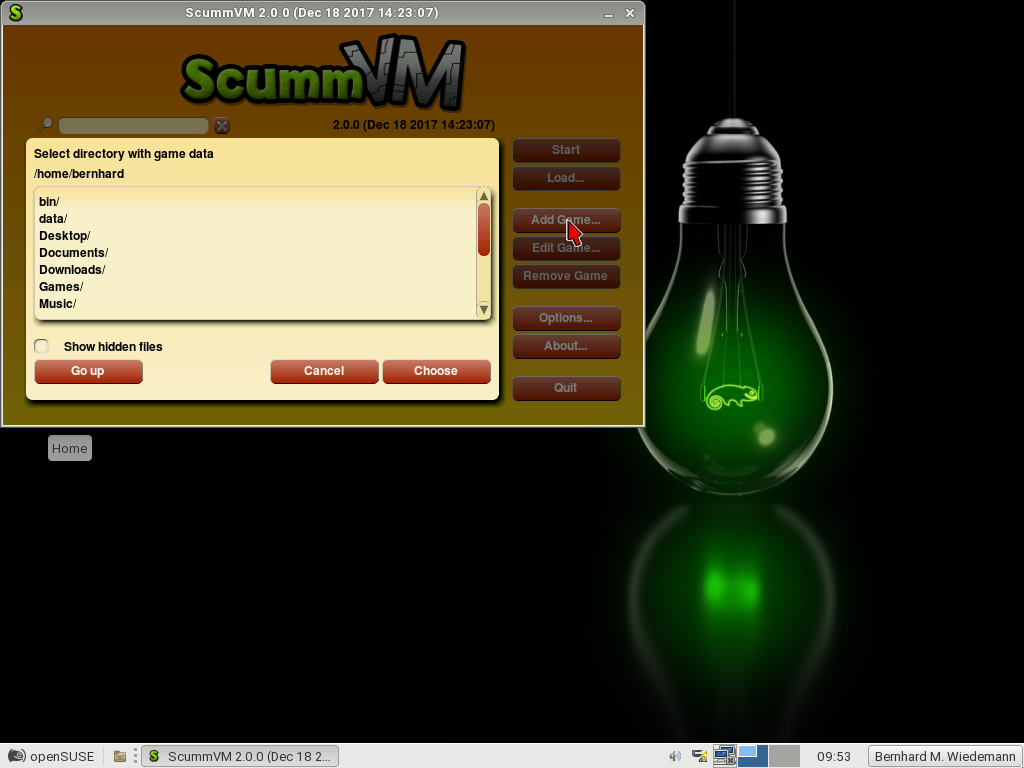 ScummVM 2.0.0 (Dec 18 2017 14:23:07)
ScummVM
2.0.0 (Dec 18 2017 14:23:07)
Select directory with game data
/home/bernhard
bin/
data/
Desktop/
Documents/
Downloads/
Games/
Music/
Show hidden files
Go up
Cancel
Choose
Start
Load...
Add Game...
Edit Game...
Remove Game
Options...
About...
Quit
Home
openSUSE
ScummVM 2.0.0 (Dec 18 2...
09:53
Bernhard M. Wiedemann